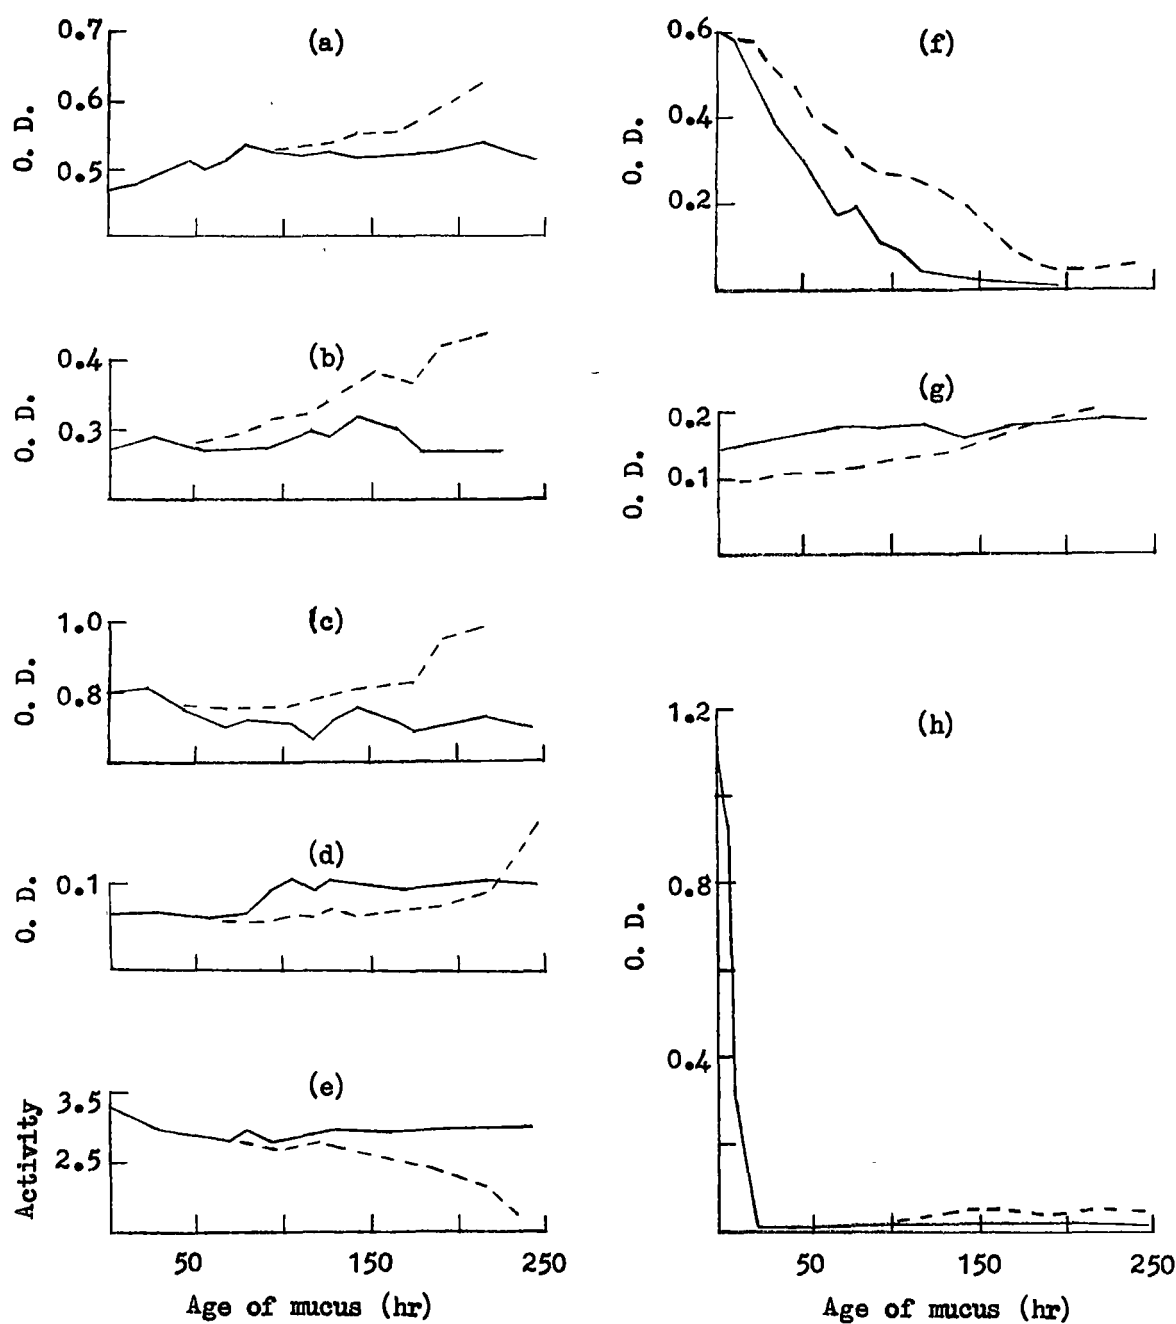 (a)
0.7
0.6
0.5
O. D.
(b)
0.4
0.3
O. D.
(c)
1.0
0.8
O. D.
(d)
0.1
O. D.
(e)
3.5
2.5
Activity
50 150 250
Age of mucus (hr)
(f)
0.6
0.4
0.2
O. D.
(g)
0.2
0.1
O. D.
(h)
1.2
0.8
0.4
O. D.
50 150 250
Age of mucus (hr)